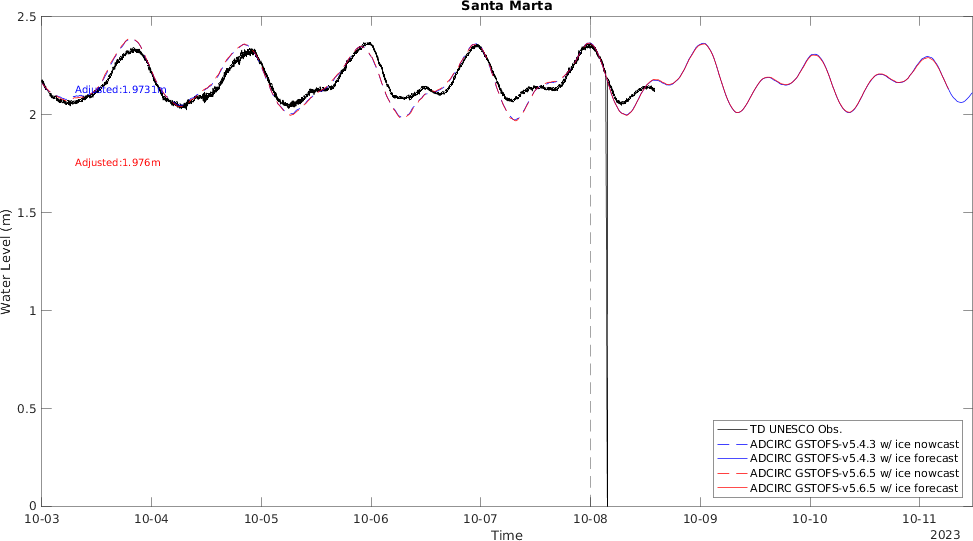 Santa Marta
2.5
2
1.5
1
0.5
0
Water Level (m)
Adjusted:1.9731m
Adjusted:1.976m
TD UNESCO Obs.
ADCIRC GSTOFS-v5.4.3 w/ ice nowcast
ADCIRC GSTOFS-v5.4.3 w/ ice forecast
ADCIRC GSTOFS-v5.6.5 w/ ice nowcast
ADCIRC GSTOFS-v5.6.5 w/ ice forecast
10-03 10-04 10-05 10-06 10-07 10-08 10-09 10-10 10-11
Time
2023